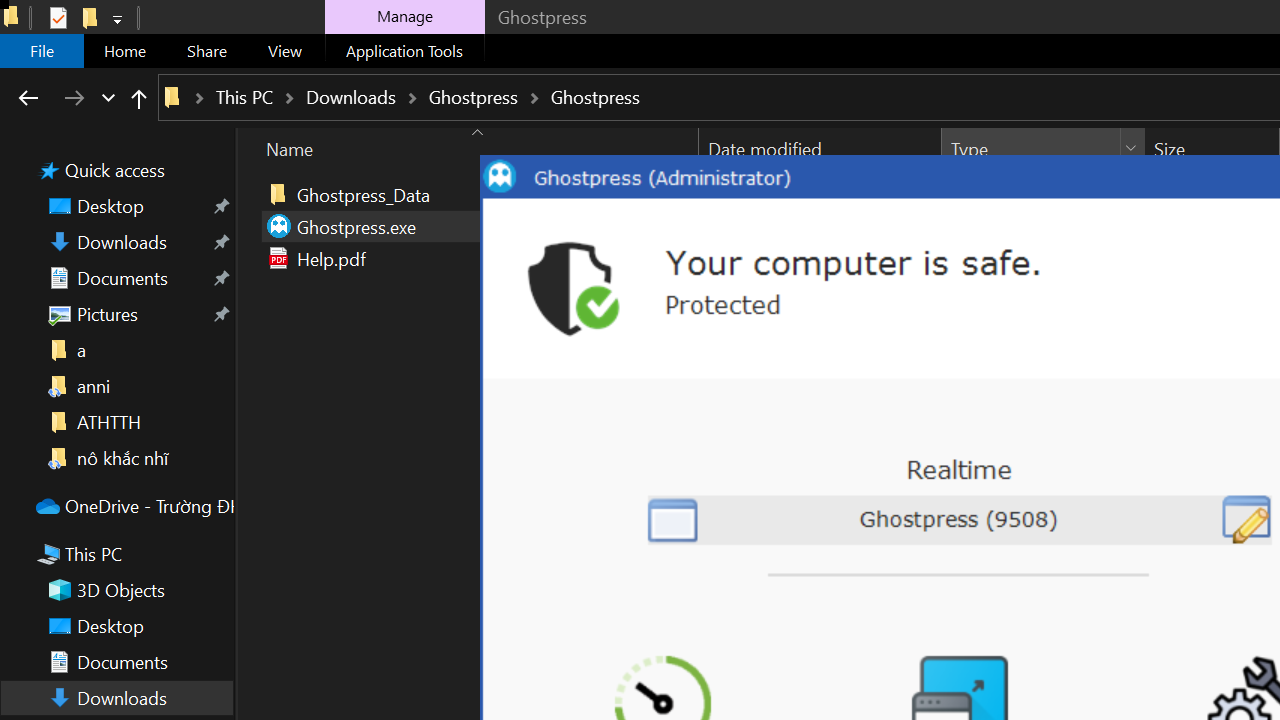 Manage
Ghostpress
File
Home
Share
View
Application Tools
This PC
Downloads
Ghostpress
Ghostpress
Name
Date modified
Type
Size
Quick access
Desktop
Downloads
Documents
Pictures
a
anni
ATHTTH
nô khắc nhĩ
OneDrive - Trường
This PC
3D Objects
Desktop
Documents
Downloads
Ghostpress_Data
Ghostpress.exe
PDF
Help.pdf
Ghostpress (Administrator)
Your computer is safe.
Protected
Realtime
Ghostpress (9508)